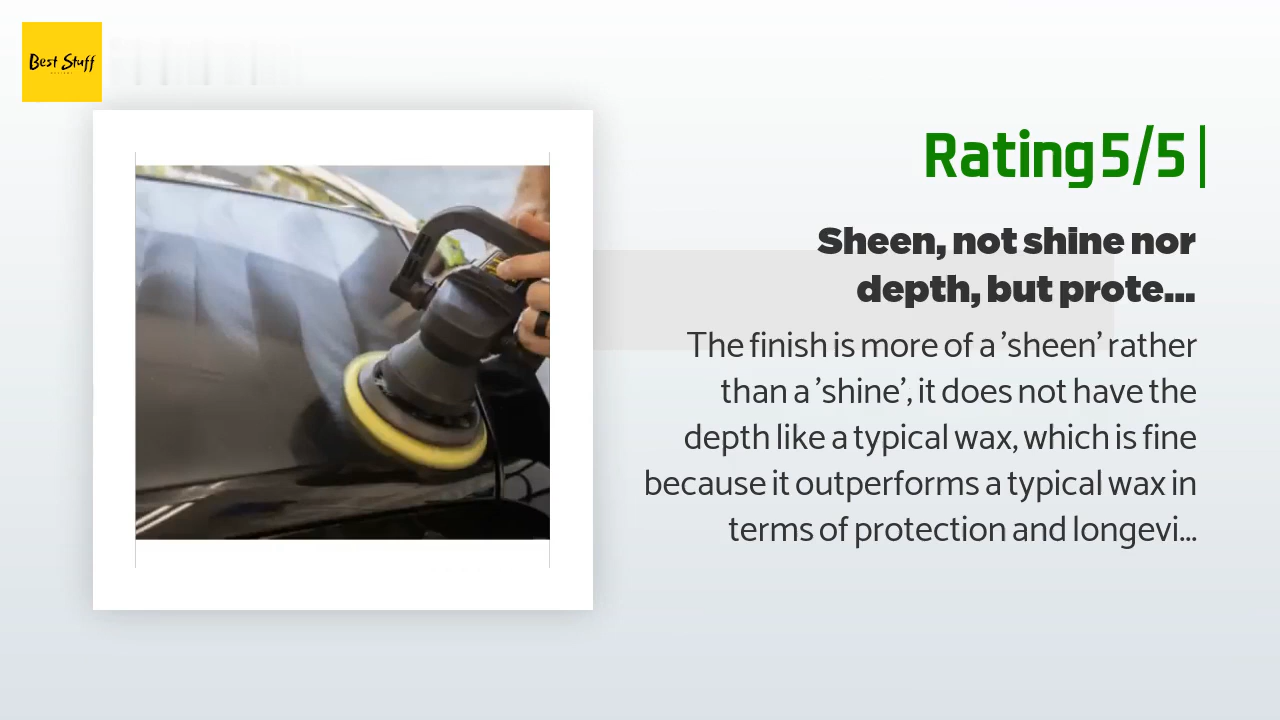 Best Stuff
Rating 5/5
Sheen, not shine nor
depth, but prote...
The finish is more of a 'sheen' rather
than a 'shine', it does not have the
depth like a typical wax, which is fine
because it outperforms a typical wax in
terms of protection and longevi...